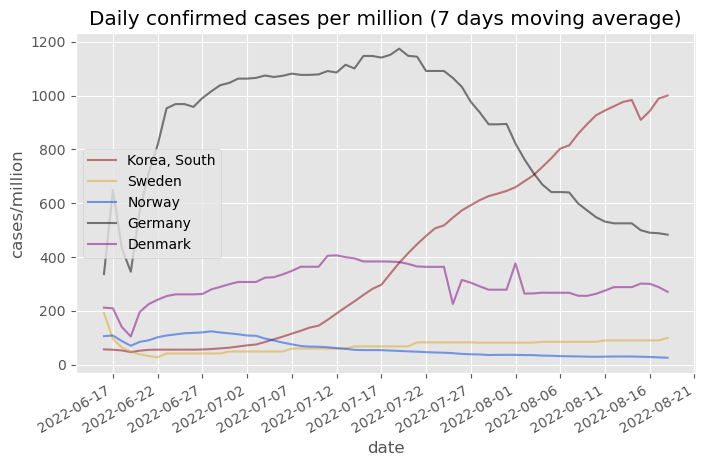 Daily confirmed cases per million (7 days moving average)
1200
1000
800
600
400
200
0
cases/million
Korea, South
Sweden
Norway
Germany
Denmark
2022-06-17
2022-06-22
2022-06-27
2022-07-02
2022-07-07
2022-07-12
2022-07-17
2022-07-22
2022-07-27
2022-08-01
2022-08-06
2022-08-11
2022-08-16
2022-08-21
date